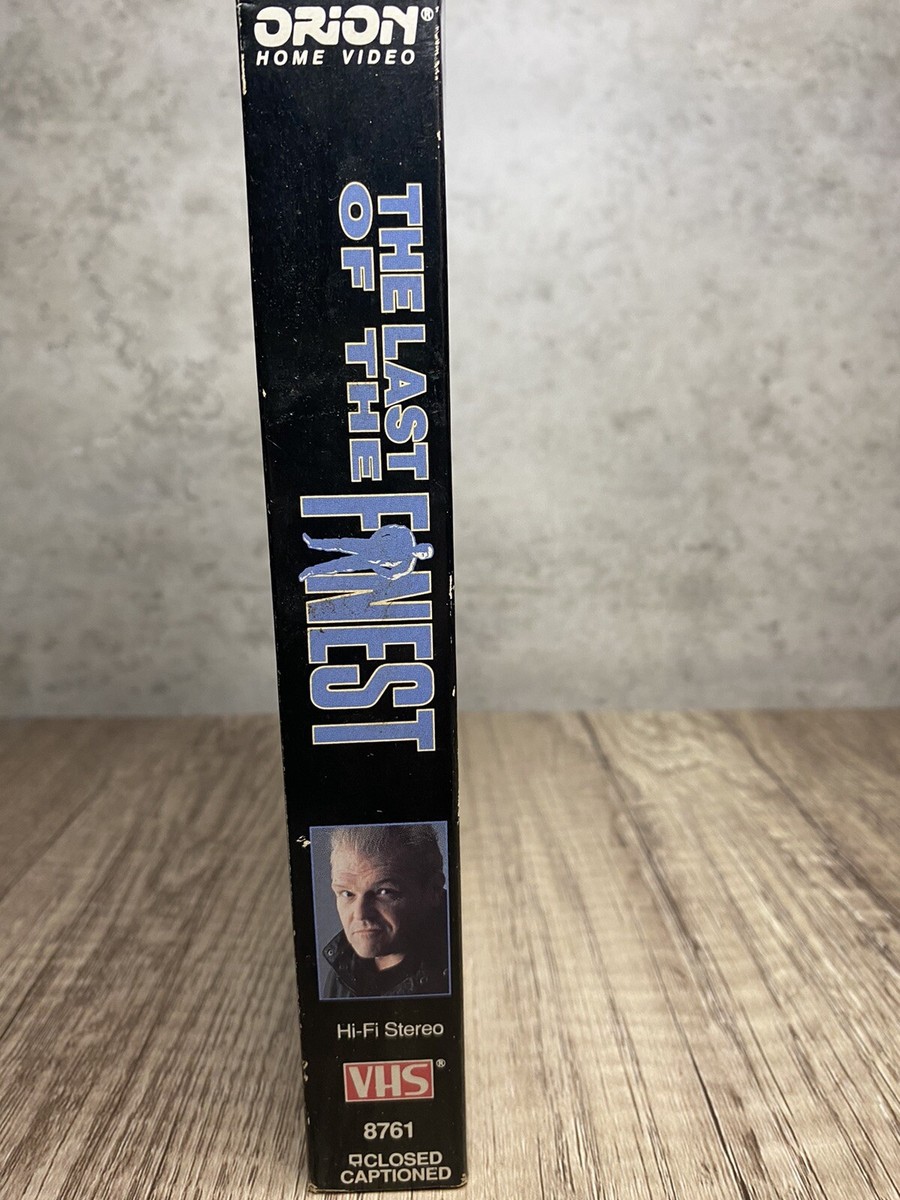 ORION®
HOME VIDEO
THE LAST
OF THE
FINEST
Hi-Fi Stereo
VHS®
8761
CLOSED
CAPTIONED